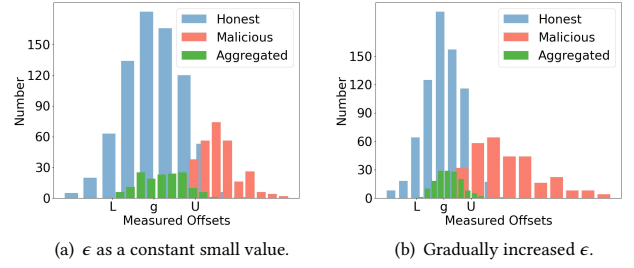 Honest
Malicious
Aggregated
150
120
90
60
30
0
Number
L g U
Measured Offsets
(a) ϵ as a constant small value.
Honest
Malicious
Aggregated
150
120
90
60
30
0
Number
L g U
Measured Offsets
(b) Gradually increased ϵ.